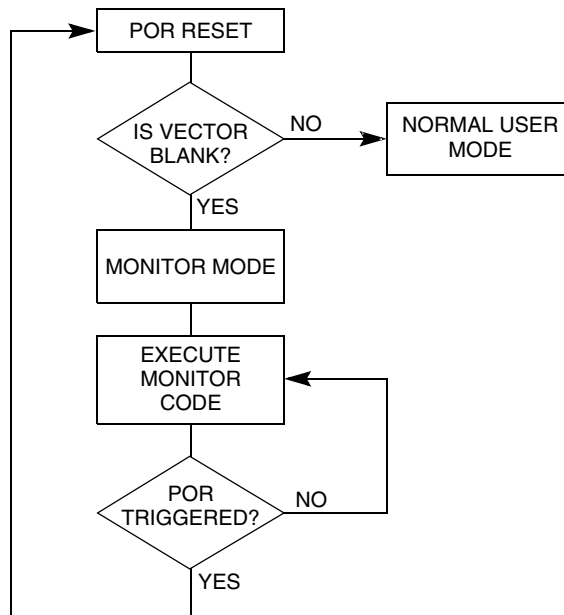 POR RESET
IS VECTOR
BLANK?
NO
NORMAL USER
MODE
YES
MONITOR MODE
EXECUTE
MONITOR
CODE
POR
TRIGGERED?
NO
YES